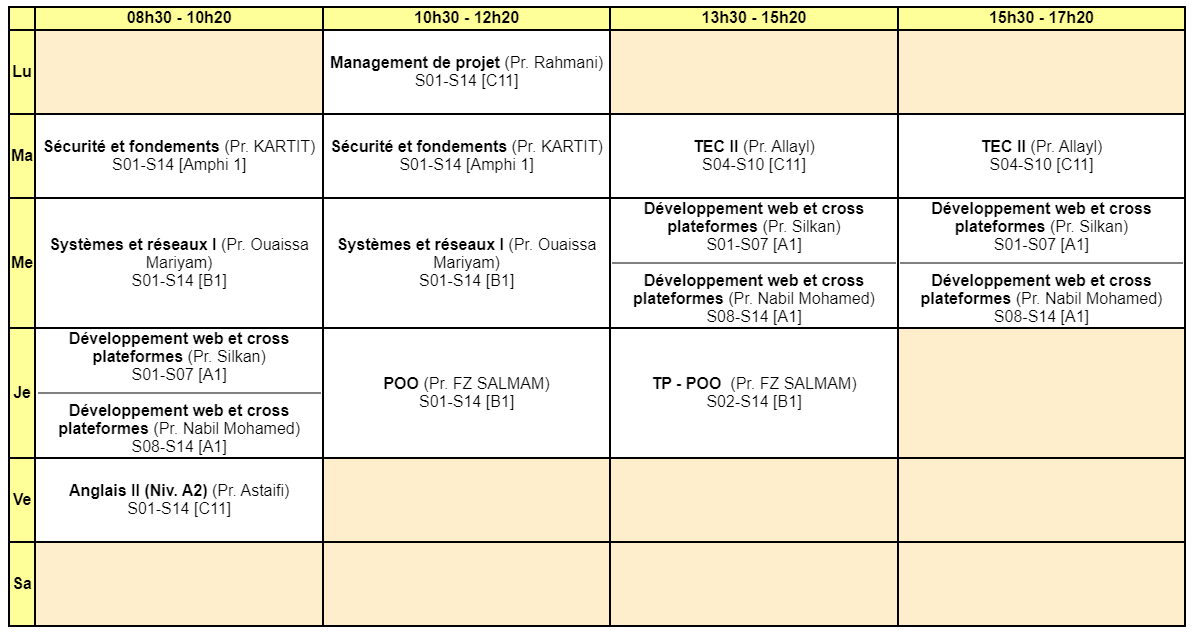 08h30 - 10h20
10h30 - 12h20
13h30 - 15h20
15h30 - 17h20
Lu
Management de projet (Pr. Rahmani)
S01-S14 [C11]
Ma
Sécurité et fondements (Pr. KARTIT)
S01-S14 [Amphi 1]
Sécurité et fondements (Pr. KARTIT)
S01-S14 [Amphi 1]
TEC II (Pr. Allayl)
S04-S10 [C11]
TEC II (Pr. Allayl)
S04-S10 [C11]
Me
Systèmes et réseaux I (Pr. Ouaissa
Mariyam)
S01-S14 [B1]
Systèmes et réseaux I (Pr. Ouaissa
Mariyam)
S01-S14 [B1]
Développement web et cross
plateformes (Pr. Silkan)
S01-S07 [A1]
Développement web et cross
plateformes (Pr. Nabil Mohamed)
S08-S14 [A1]
Développement web et cross
plateformes (Pr. Silkan)
S01-S07 [A1]
Développement web et cross
plateformes (Pr. Nabil Mohamed)
S08-S14 [A1]
Je
Développement web et cross
plateformes (Pr. Silkan)
S01-S07 [A1]
Développement web et cross
plateformes (Pr. Nabil Mohamed)
S08-S14 [A1]
POO (Pr. FZ SALMAM)
S01-S14 [B1]
TP - POO (Pr. FZ SALMAM)
S02-S14 [B1]
Ve
Anglais II (Niv. A2) (Pr. Astaifi)
S01-S14 [C11]
Sa